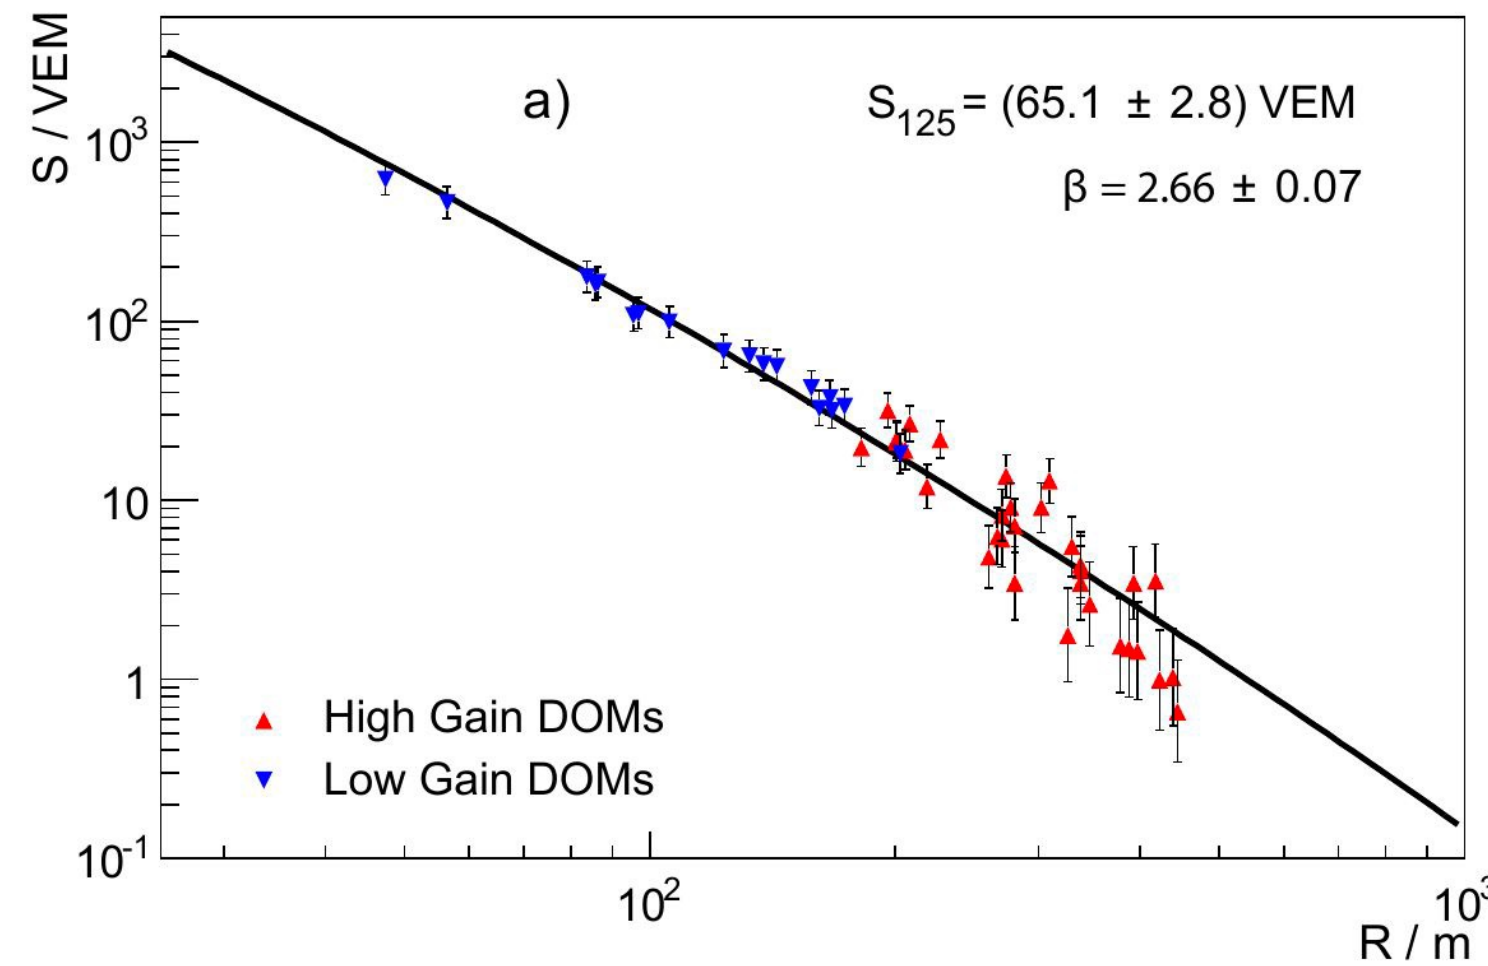 S / VEM
a)
S125 = (65.1 ± 2.8) VEM
β = 2.66 ± 0.07
10³
10²
10
1
10⁻¹
High Gain DOMs
Low Gain DOMs
10²
10³
R / m